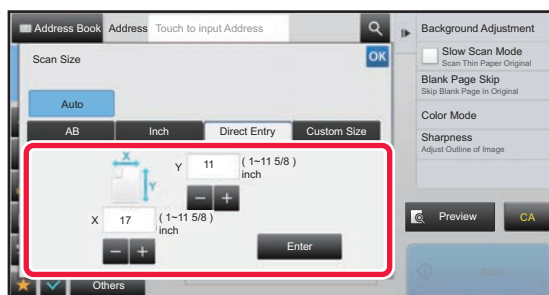 Address Book Address Touch to input Address
Background Adjustment
Scan Size
OK
Slow Scan Mode
Scan Thin Paper Original
Blank Page Skip
Skip Blank Page in Original
Auto
Color Mode
AB Inch Direct Entry Custom Size
Sharpness
Adjust Outline of Image
X
Y
Y 11 ( 1~11 5/8 )
inch
− +
X 17 ( 1~11 5/8 )
inch
− +
Enter
Preview CA
Others
Start